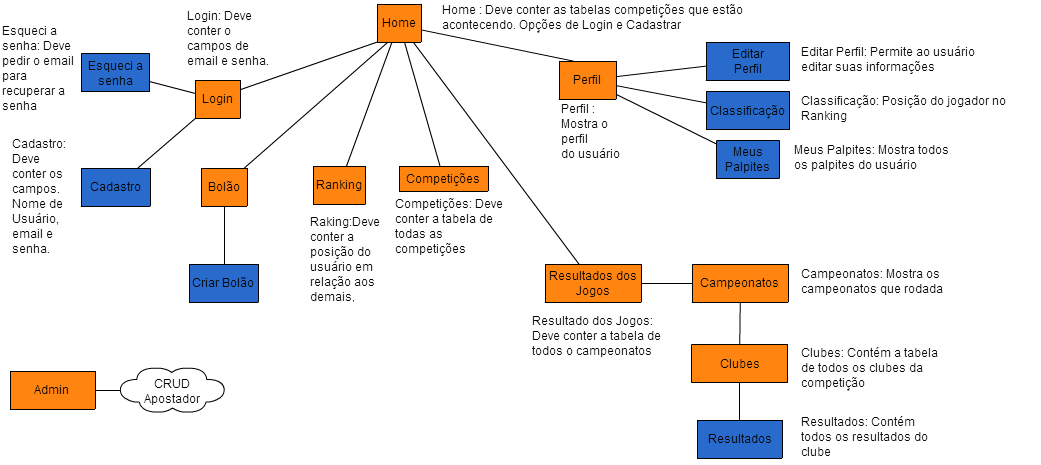 Home
Home : Deve conter as tabelas competições que estão
acontecendo. Opções de Login e Cadastrar
Login: Deve
conter o
campos de
email e senha.
Esqueci a
senha: Deve
pedir o email
para
recuperar a
senha
Esqueci a
senha
Login
Cadastro:
Deve
conter os
campos.
Nome de
Usuário,
email e
senha.
Cadastro
Bolão
Criar Bolão
Ranking
Raking:Deve
conter a
posição do
usuário em
relação aos
demais,
Competições
Competições: Deve
conter a tabela de
todas as
competições
Perfil
Perfil :
Mostra o
perfil
do usuário
Editar
Perfil
Editar Perfil: Permite ao usuário
editar suas informações
Classificação
Classificação: Posição do jogador no
Ranking
Meus
Palpites
Meus Palpites: Mostra todos
os palpites do usuário
Resultados dos
Jogos
Resultado dos Jogos:
Deve conter a tabela de
todos o campeonatos
Campeonatos
Campeonatos: Mostra os
campeonatos que rodada
Clubes
Clubes: Contém a tabela
de todos os clubes da
competição
Resultados
Resultados: Contém
todos os resultados do
clube
Admin
CRUD
Apostador